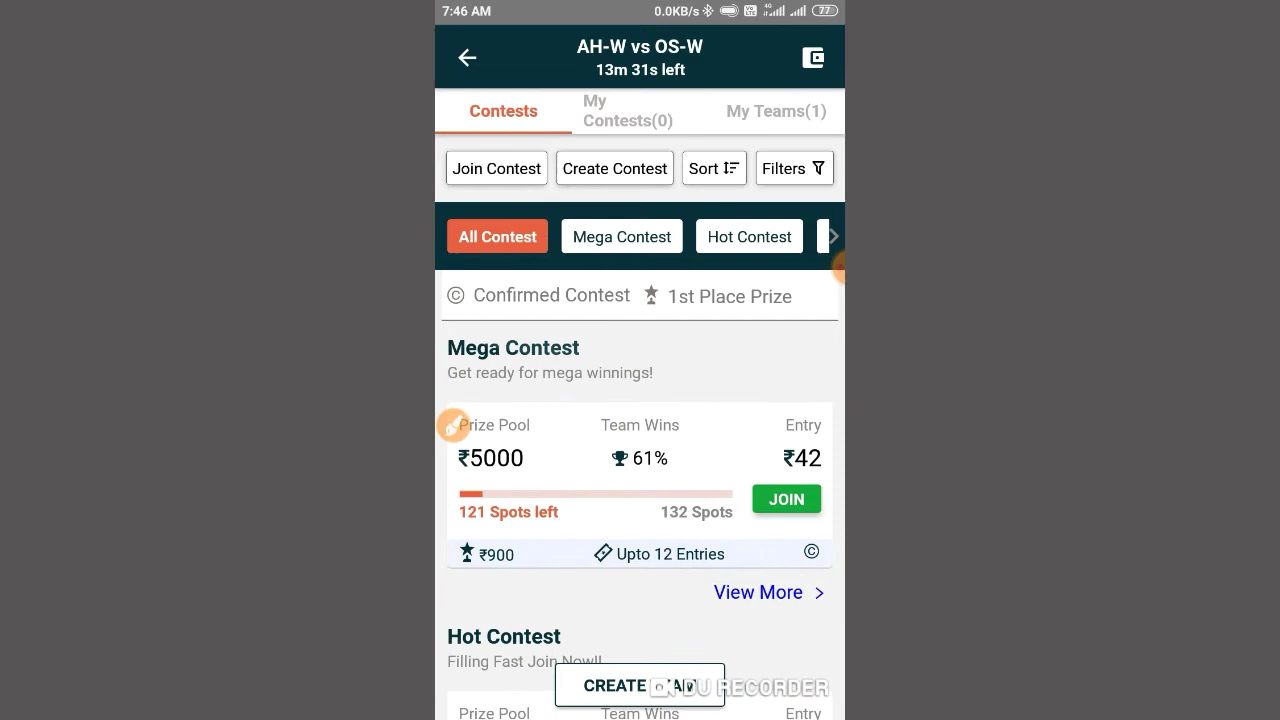 7:46 AM
0.0KB/s
4G
77
AH-W vs OS-W
13m 31s left
Contests
My Contests(0)
My Teams(1)
Join Contest
Create Contest
Sort
Filters
All Contest
Mega Contest
Hot Contest
© Confirmed Contest
1st Place Prize
Mega Contest
Get ready for mega winnings!
Prize Pool
Team Wins
Entry
₹5000
61%
₹42
JOIN
121 Spots left
132 Spots
₹900
Upto 12 Entries
©
View More >
Hot Contest
Filling Fast Join Now!!
CREATE
DU RECORDER
Prize Pool
Team Wins
Entry